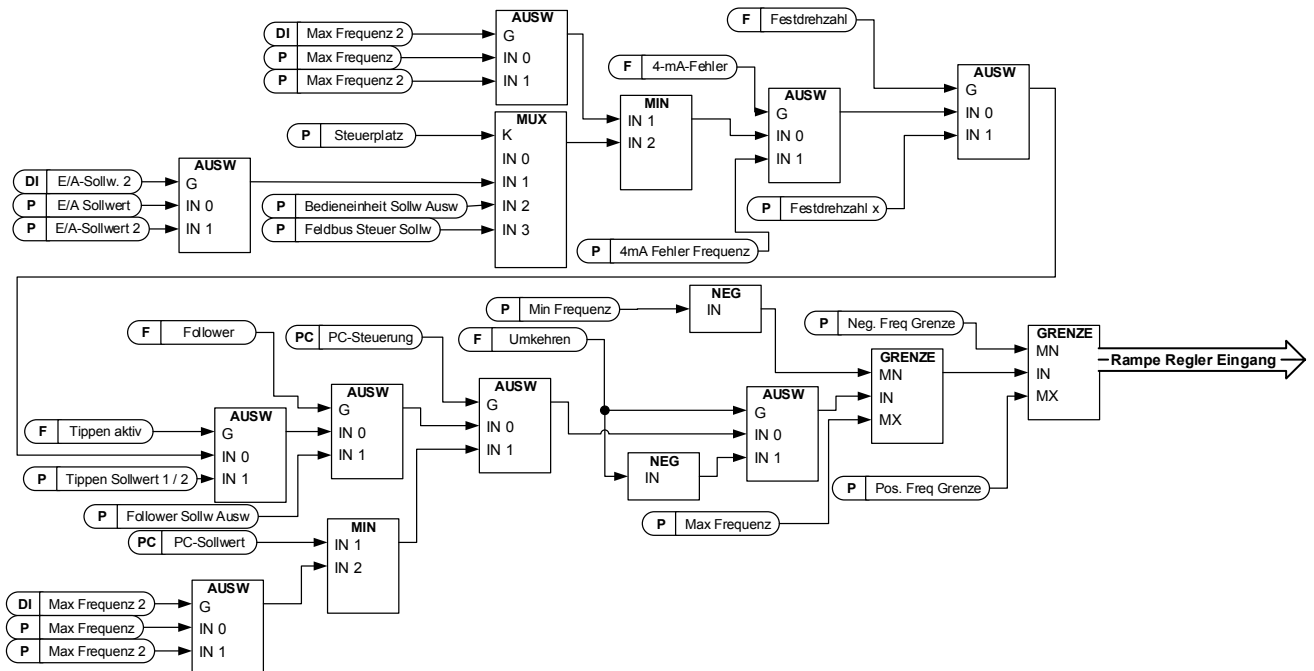 AUSW
DI Max Frequenz 2
G
P Max Frequenz
IN 0
P Max Frequenz 2
IN 1
F Festdrehzahl
F 4-mA-Fehler
AUSW
G
IN 0
IN 1
AUSW
G
IN 0
IN 1
MIN
IN 1
IN 2
P Steuerplatz
MUX
K
IN 0
IN 1
IN 2
IN 3
AUSW
DI E/A-Sollw. 2
G
P E/A Sollwert
IN 0
P E/A-Sollwert 2
IN 1
P Bedieneinheit Sollw Ausw
P Feldbus Steuer Sollw
P Festdrehzahl x
P 4mA Fehler Frequenz
P Min Frequenz
NEG
IN
F Follower
PC PC-Steuerung
F Umkehren
P Neg. Freq Grenze
GRENZE
MN
IN
MX
Rampe Regler Eingang
GRENZE
MN
IN
MX
AUSW
G
IN 0
IN 1
AUSW
G
IN 0
IN 1
AUSW
G
IN 0
IN 1
AUSW
F Tippen aktiv
G
IN 0
P Tippen Sollwert 1 / 2
IN 1
NEG
IN
P Pos. Freq Grenze
P Follower Sollw Ausw
P Max Frequenz
PC PC-Sollwert
MIN
IN 1
IN 2
AUSW
DI Max Frequenz 2
G
P Max Frequenz
IN 0
P Max Frequenz 2
IN 1